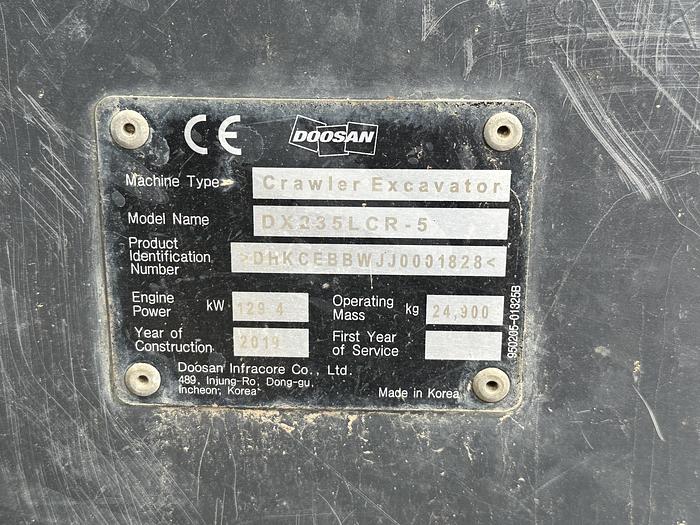 CE DOOSAN
Machine Type Crawler Excavator
Model Name DX235LCR-5
Product
Identification
Number >DHKCEBBWJJ0001828<
Engine
Power kW 129.4
Operating
Mass kg 24,900
Year of
Construction 2019
First Year
of Service
Doosan Infracore Co., Ltd.
489, Injung-Ro, Dong-gu,
Incheon, Korea
Made in Korea
950205-01325B